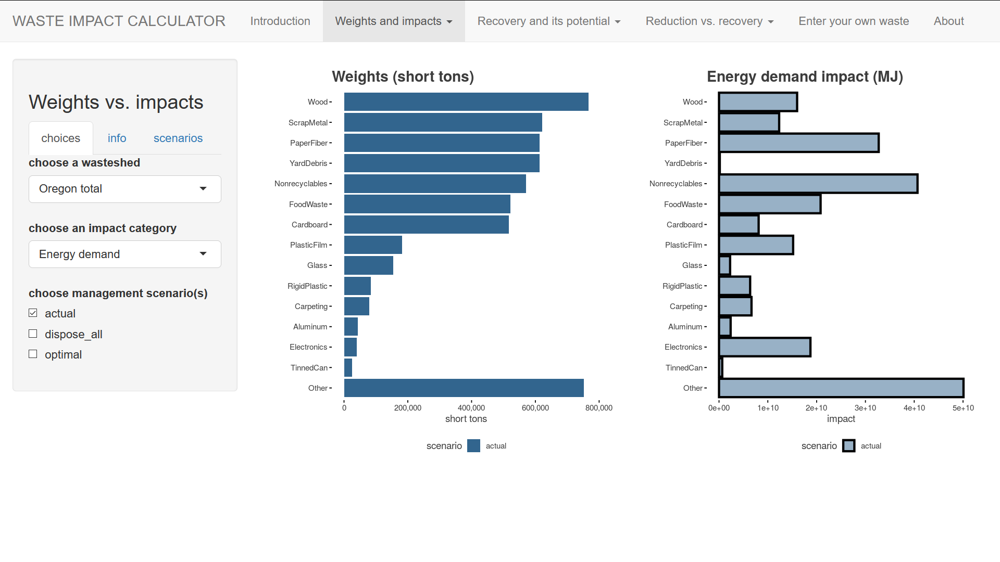 WASTE IMPACT CALCULATOR Introduction Weights and impacts Recovery and its potential Reduction vs. recovery Enter your own waste About
Weights vs. impacts
choices info scenarios
choose a wasteshed
Oregon total
choose an impact category
Energy demand
choose management scenario(s)
actual
dispose_all
optimal
Weights (short tons)
Wood
ScrapMetal
PaperFiber
YardDebris
Nonrecyclables
FoodWaste
Cardboard
PlasticFilm
Glass
RigidPlastic
Carpeting
Aluminum
Electronics
TinnedCan
Other
0 200,000 400,000 600,000 800,000
short tons
scenario actual
Energy demand impact (MJ)
Wood
ScrapMetal
PaperFiber
YardDebris
Nonrecyclables
FoodWaste
Cardboard
PlasticFilm
Glass
RigidPlastic
Carpeting
Aluminum
Electronics
TinnedCan
Other
0e+00 1e+10 2e+10 3e+10 4e+10 5e+10
impact
scenario actual